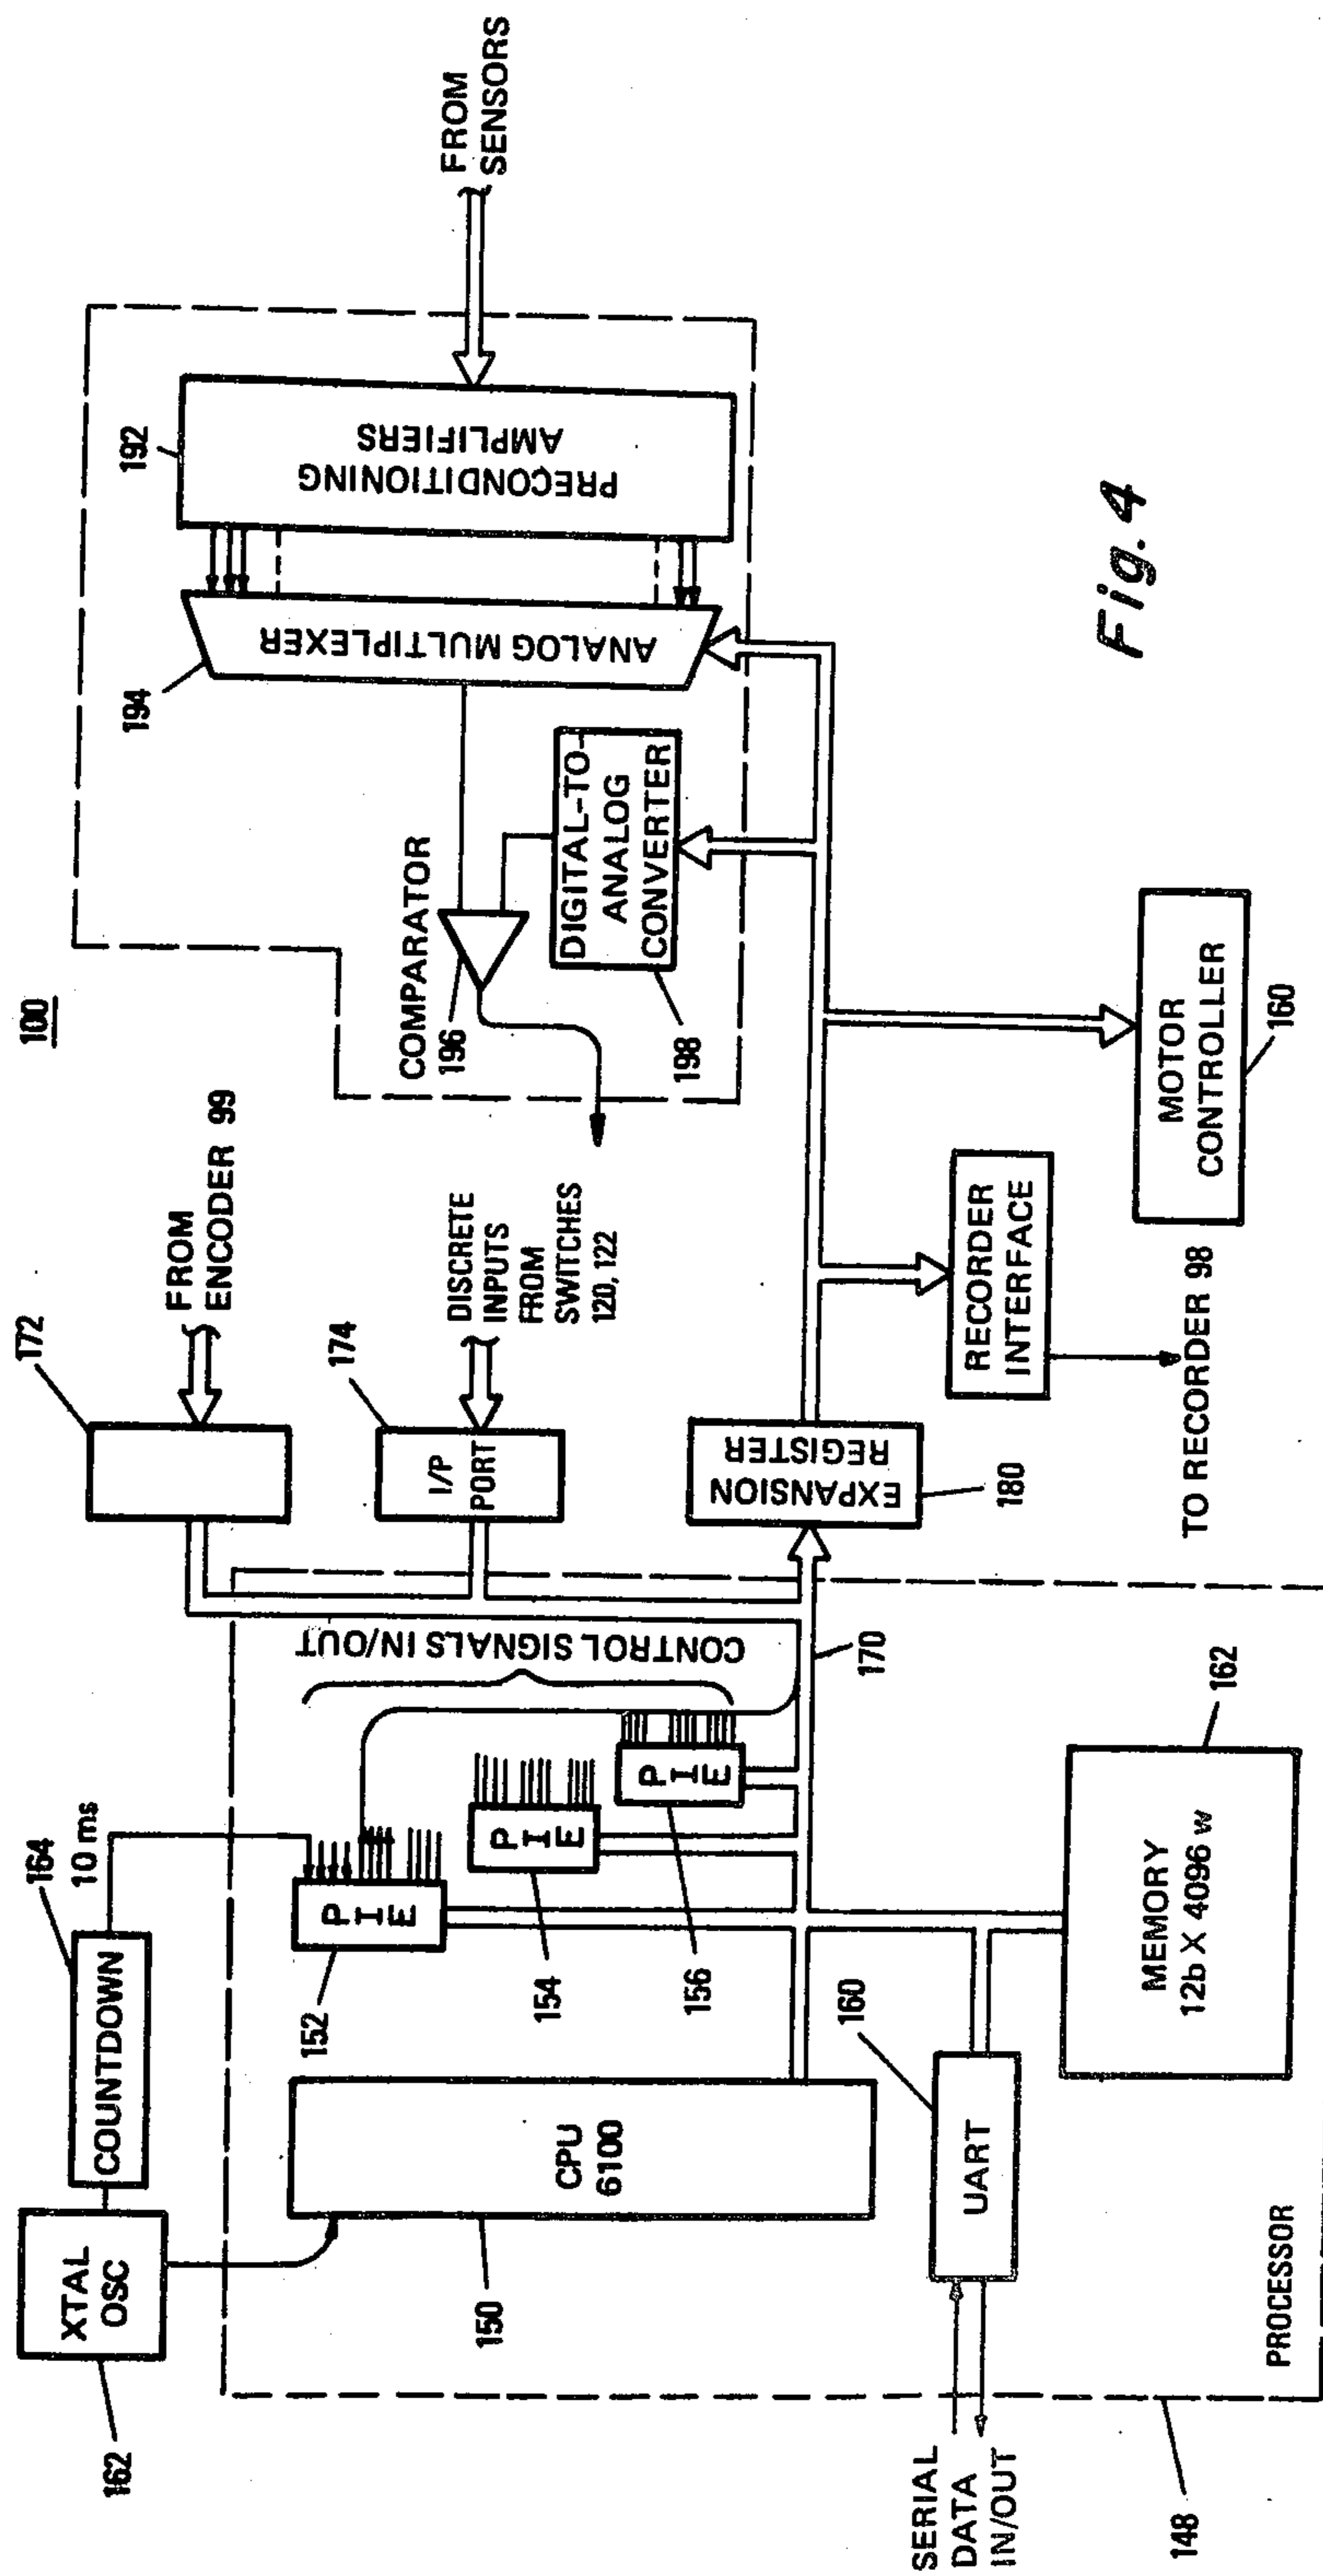 100
162
XTAL
OSC
164
COUNTDOWN
10 ms
172
FROM
ENCODER 99
174
I/P
PORT
DISCRETE
INPUTS
FROM
SWITCHES
120, 122
150
CPU
6100
152
PIE
154
PIE
156
PIE
CONTROL SIGNALS IN/OUT
170
EXPANSION
REGISTER
180
COMPARATOR
196
194
ANALOG MULTIPLEXER
192
PRECONDITIONING
AMPLIFIERS
FROM
SENSORS
DIGITAL-TO-
ANALOG
CONVERTER
198
SERIAL
DATA
IN/OUT
160
UART
MEMORY
12b X 4096 w
162
PROCESSOR
148
RECORDER
INTERFACE
TO RECORDER 98
MOTOR
CONTROLLER
160
Fig. 4